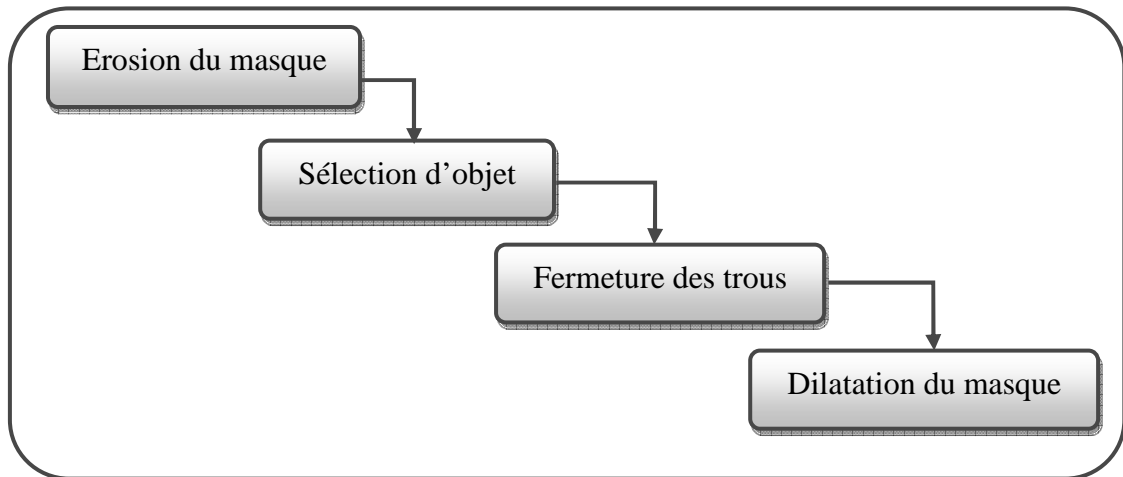 Erosion du masque
Sélection d’objet
Fermeture des trous
Dilatation du masque